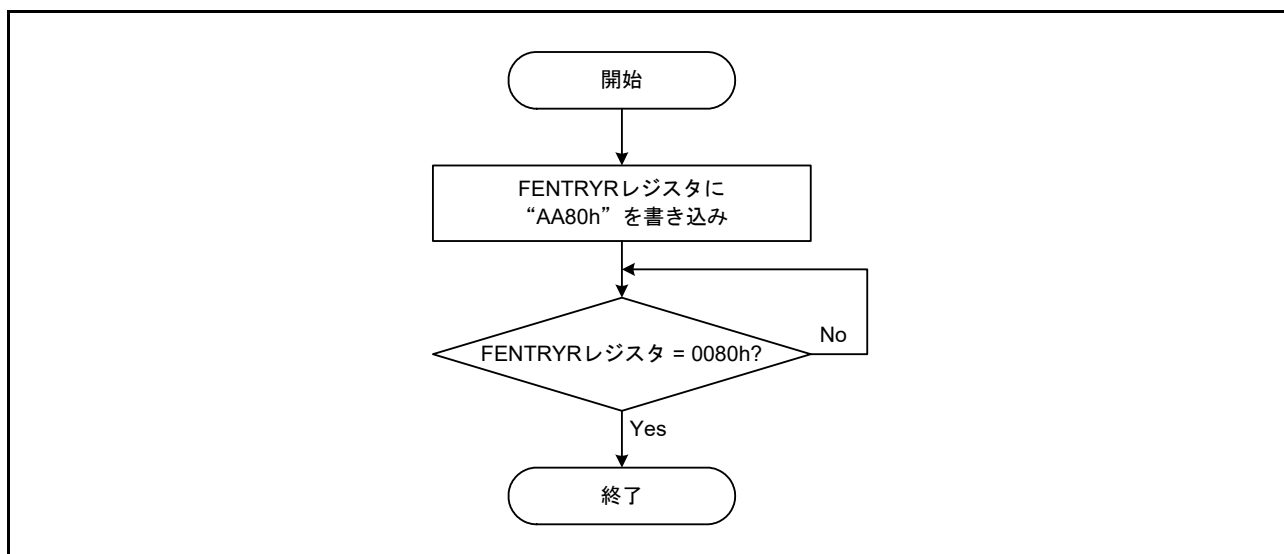 開始
FENTRYRレジスタに
“AA80h”を書き込み
FENTRYRレジスタ = 0080h?
No
Yes
終了